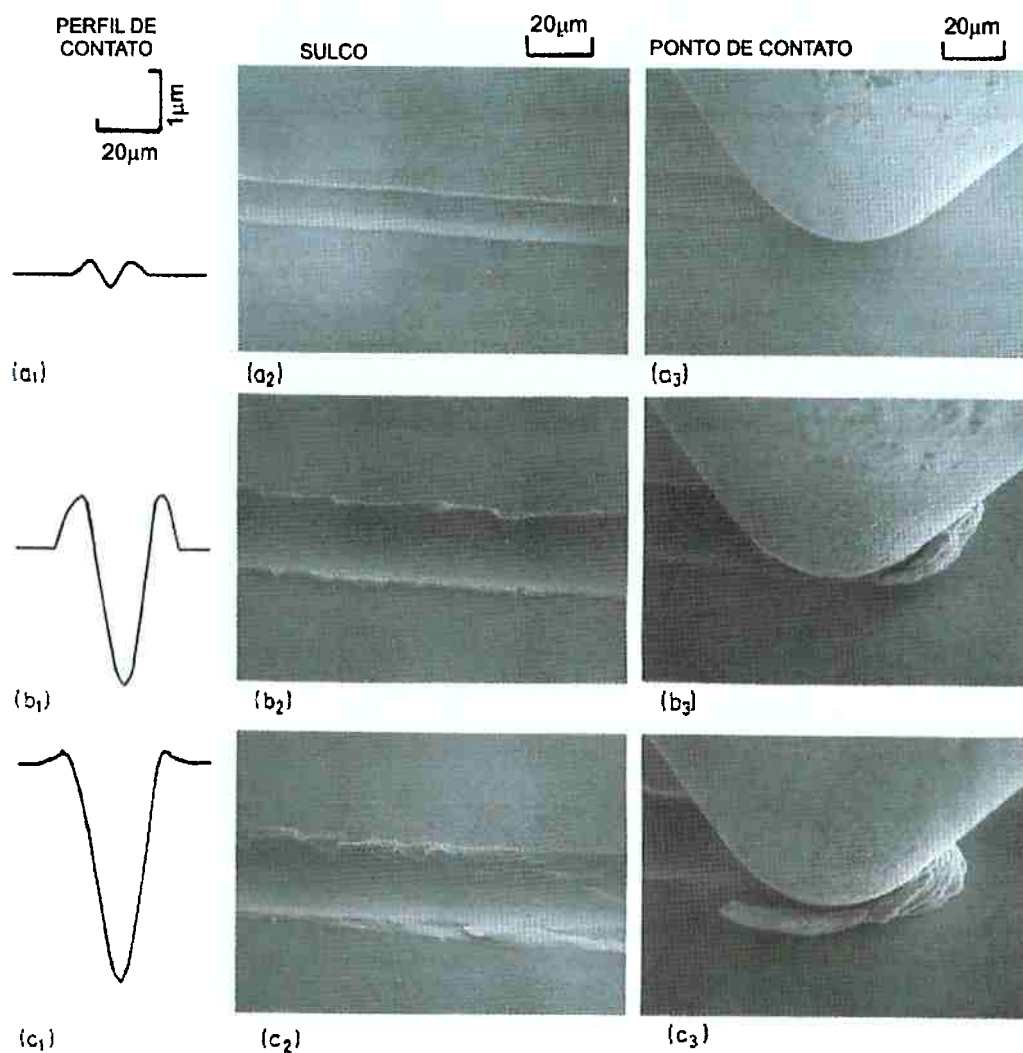 PERFIL DE
CONTATO
1µm
20µm
SULCO
20µm
PONTO DE CONTATO
20µm
(a₁)
(a₂)
(a₃)
(b₁)
(b₂)
(b₃)
(c₁)
(c₂)
(c₃)